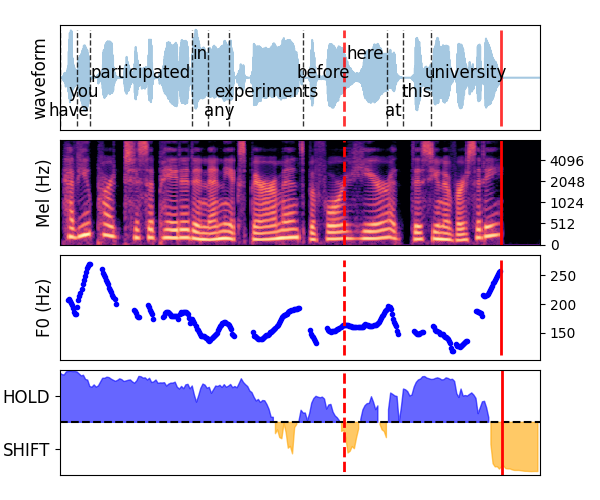 waveform
in here
participated before university
you experiments this
have any at
Mel (Hz)
4096
2048
1024
512
0
F0 (Hz)
250
200
150
HOLD
SHIFT